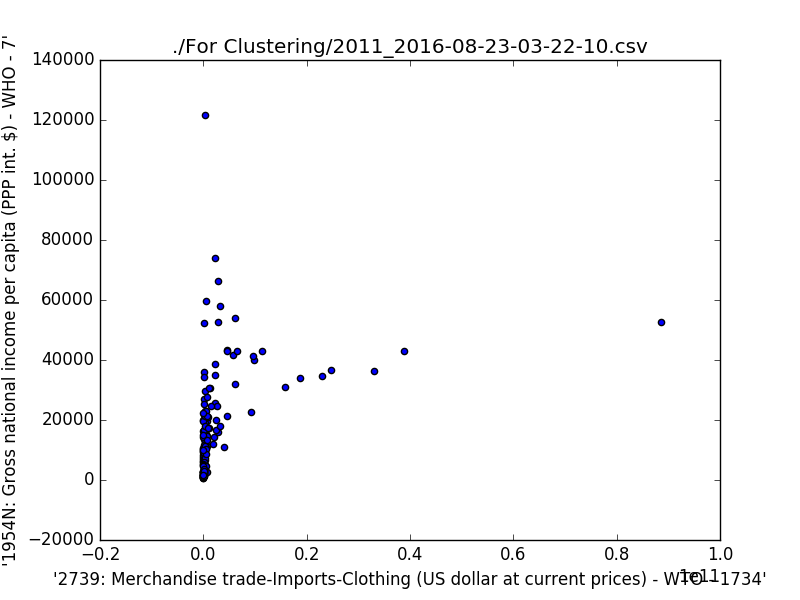 ./For Clustering/2011_2016-08-23-03-22-10.csv
'1954N: Gross national income per capita (PPP int. $) - WHO - 7'
140000
120000
100000
80000
60000
40000
20000
0
−20000
−0.2 0.0 0.2 0.4 0.6 0.8 1.0
1e11
'2739: Merchandise trade-Imports-Clothing (US dollar at current prices) - WTO - 1734'